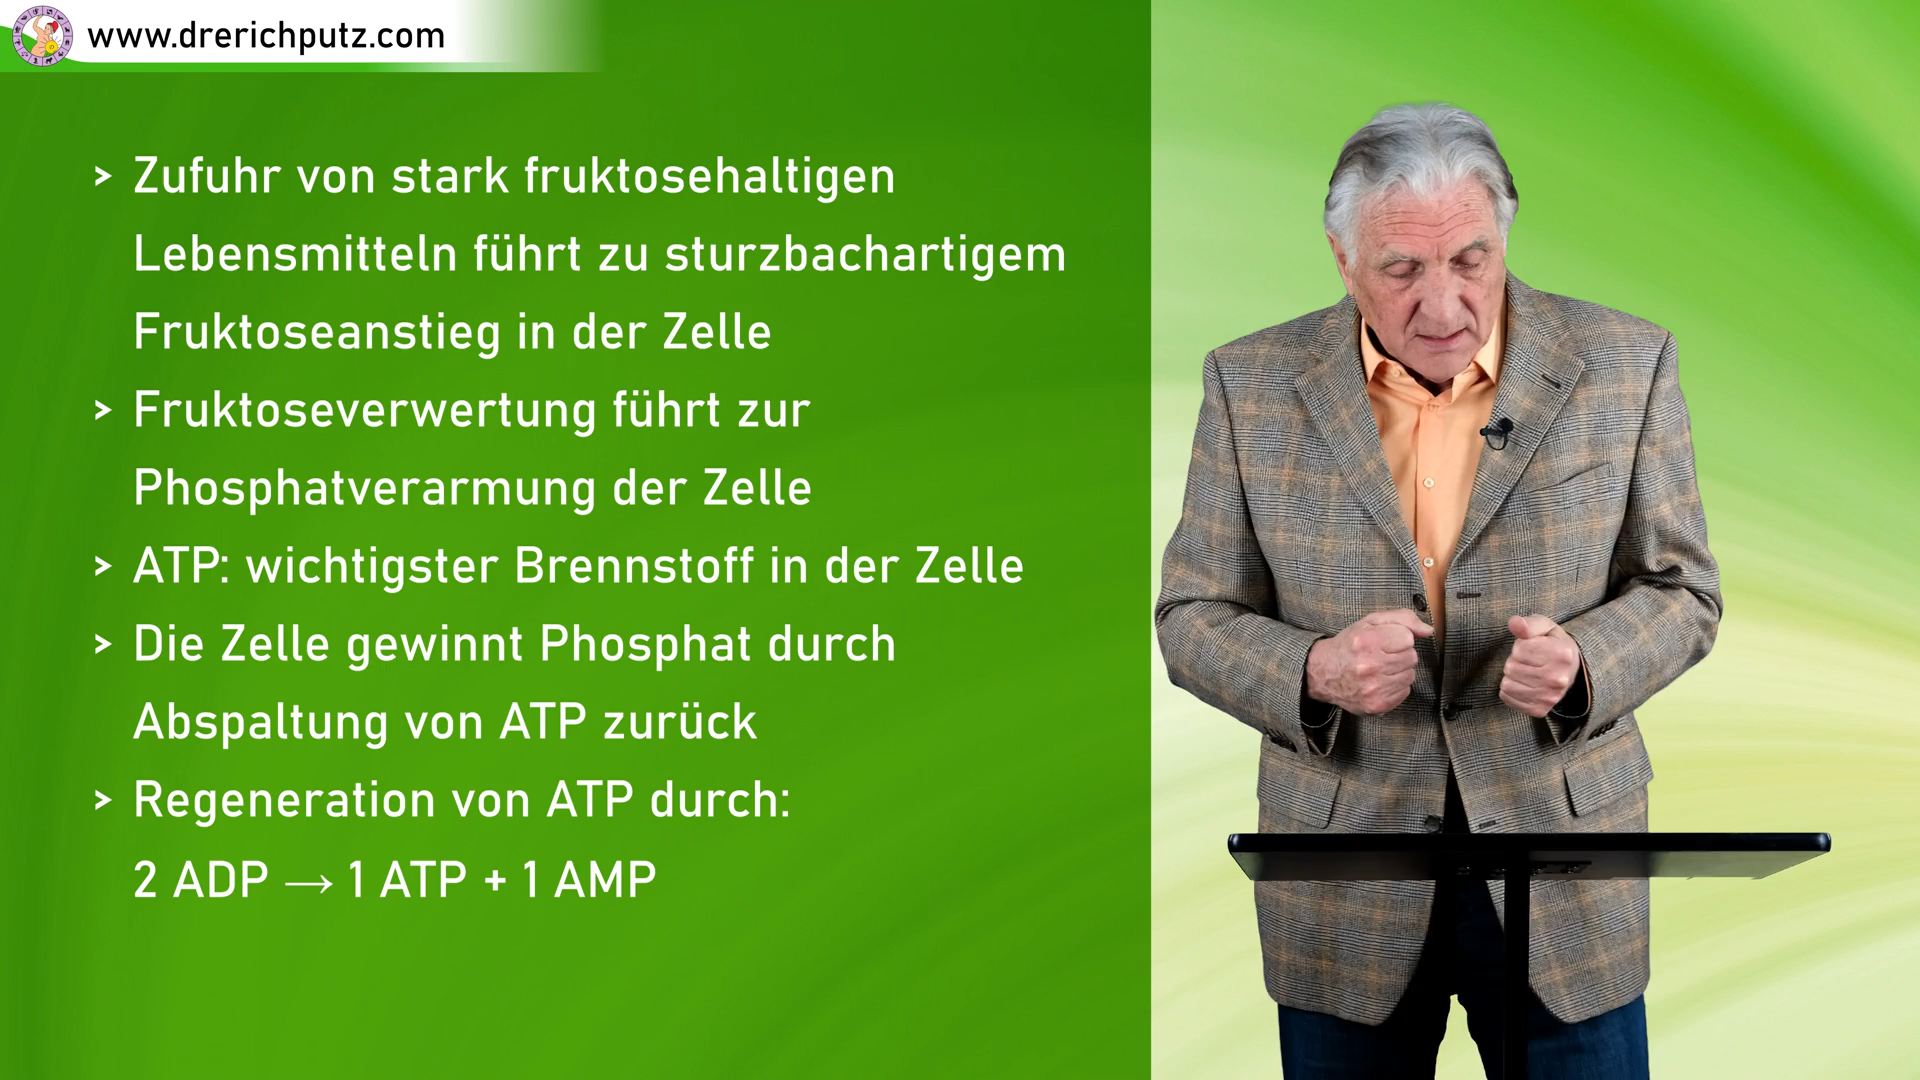 www.drerichputz.com
> Zufuhr von stark fruktosehaltigen
Lebensmitteln führt zu sturzbachartigem
Fruktoseanstieg in der Zelle
> Fruktoseverwertung führt zur
Phosphatverarmung der Zelle
> ATP: wichtigster Brennstoff in der Zelle
> Die Zelle gewinnt Phosphat durch
Abspaltung von ATP zurück
> Regeneration von ATP durch:
2 ADP → 1 ATP + 1 AMP